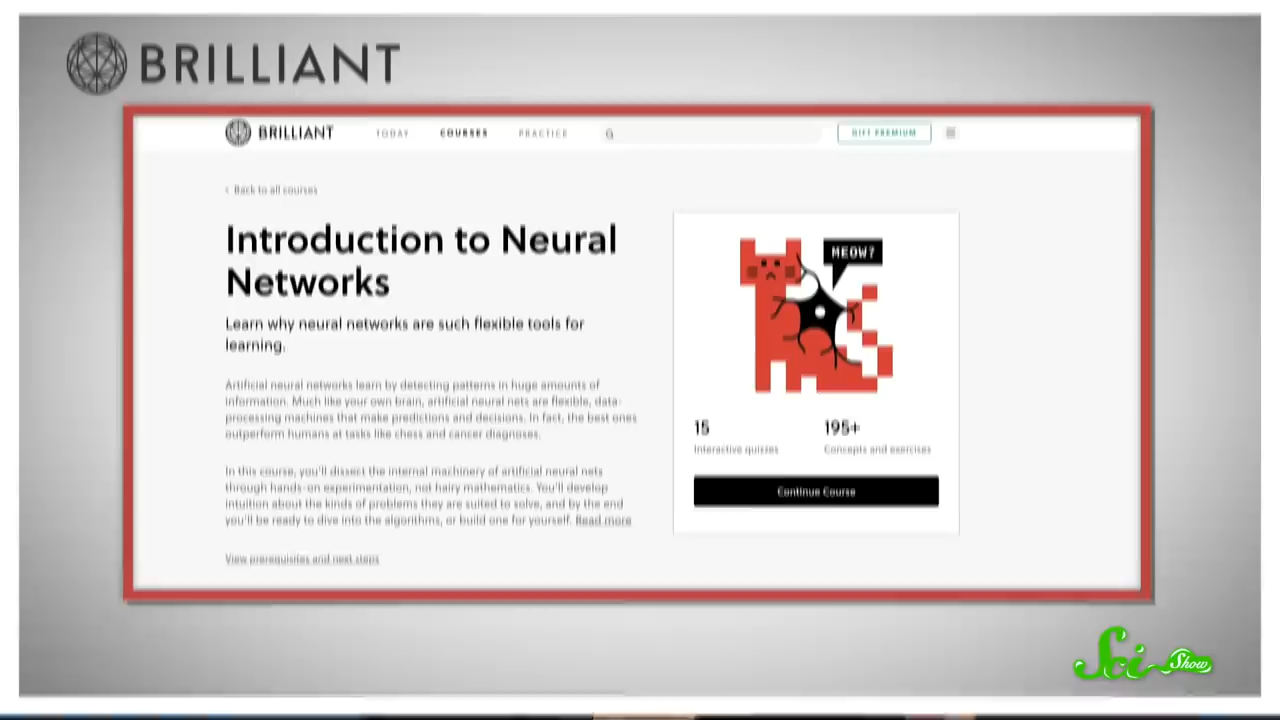 BRILLIANT
BRILLIANT TODAY COURSES PRACTICE GIFT PREMIUM
‹ Back to all courses
Introduction to Neural
Networks
Learn why neural networks are such flexible tools for
learning.
Artificial neural networks learn by detecting patterns in huge amounts of
information. Much like your own brain, artificial neural nets are flexible, data-
processing machines that make predictions and decisions. In fact, the best ones
outperform humans at tasks like chess and cancer diagnoses.
In this course, you'll dissect the internal machinery of artificial neural nets
through hands-on experimentation, not hairy mathematics. You'll develop
intuition about the kinds of problems they are suited to solve, and by the end
you'll be ready to dive into the algorithms, or build one for yourself. Read more
View prerequisites and next steps
MEOW?
15 195+
Interactive quizzes Concepts and exercises
Continue Course
Sci Show